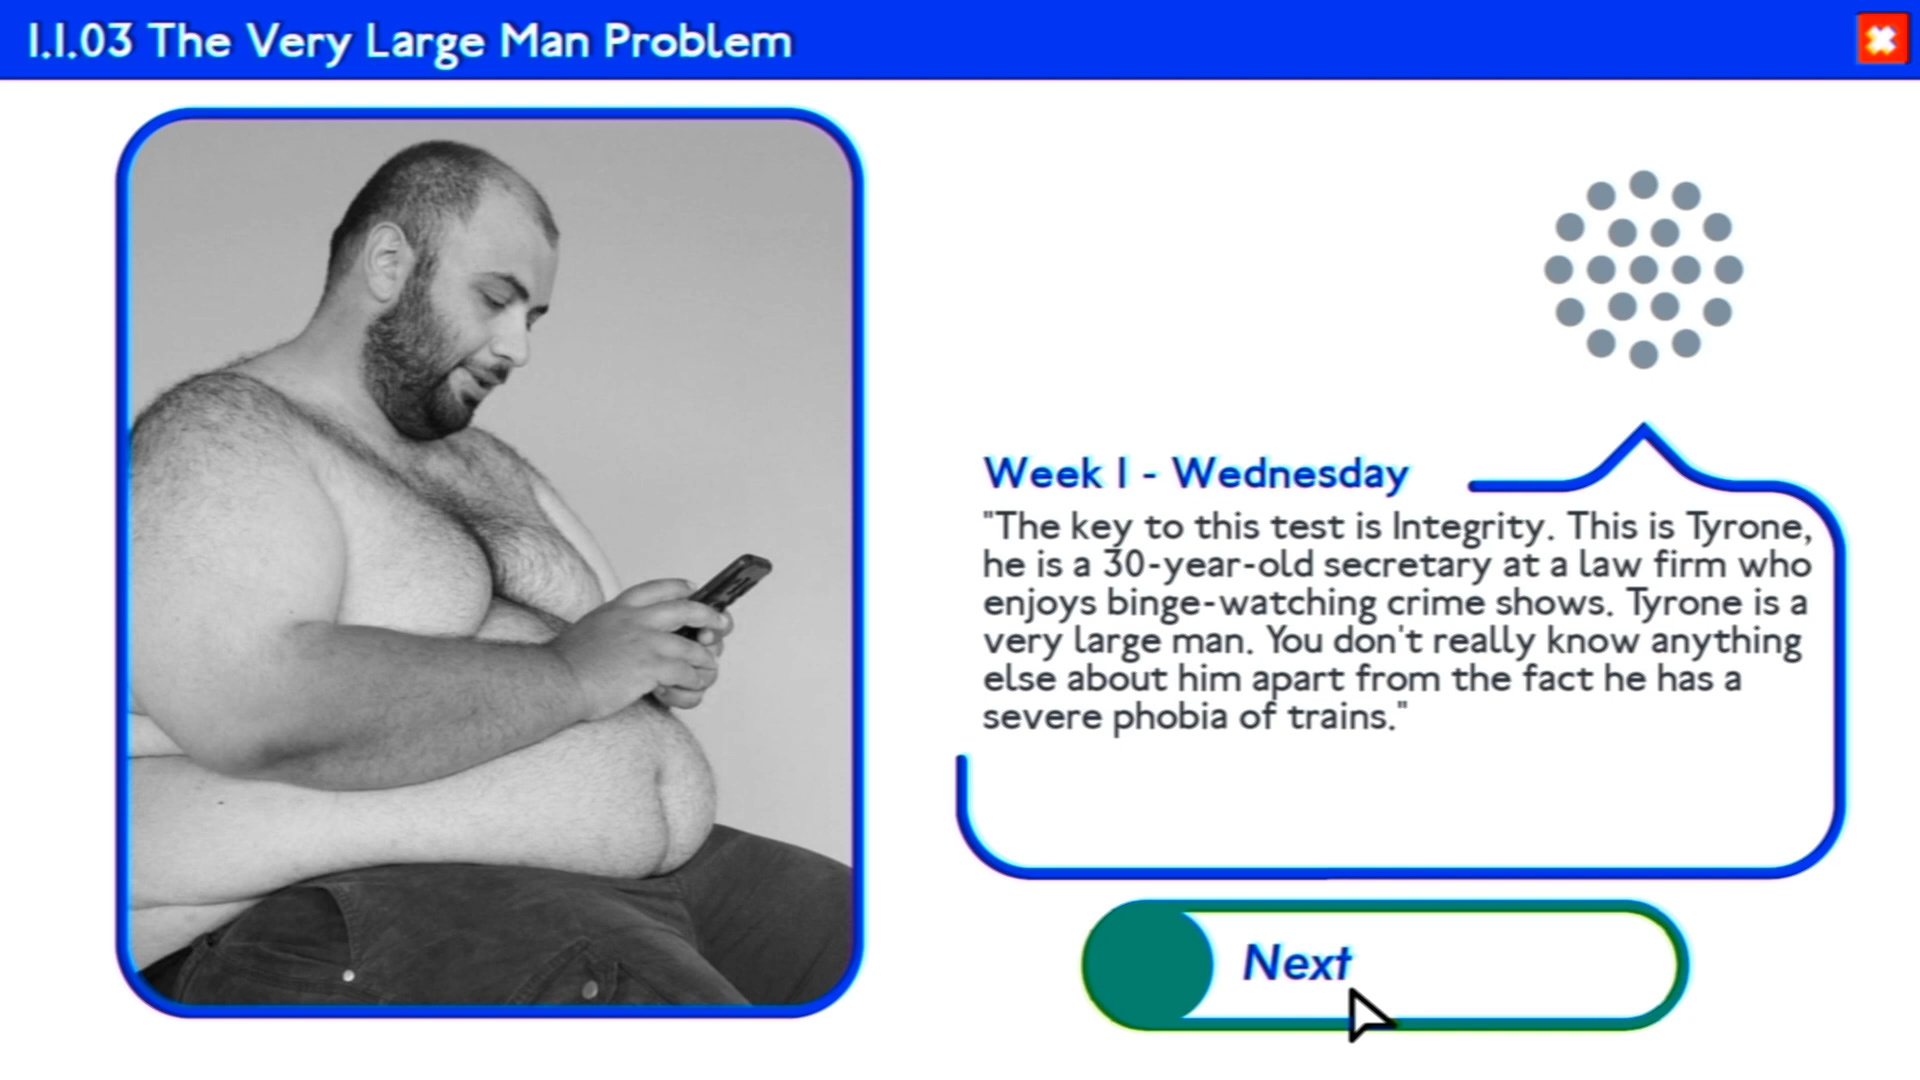 1.1.03 The Very Large Man Problem
Week 1 - Wednesday
"The key to this test is Integrity. This is Tyrone,
he is a 30-year-old secretary at a law firm who
enjoys binge-watching crime shows. Tyrone is a
very large man. You don't really know anything
else about him apart from the fact he has a
severe phobia of trains."
Next